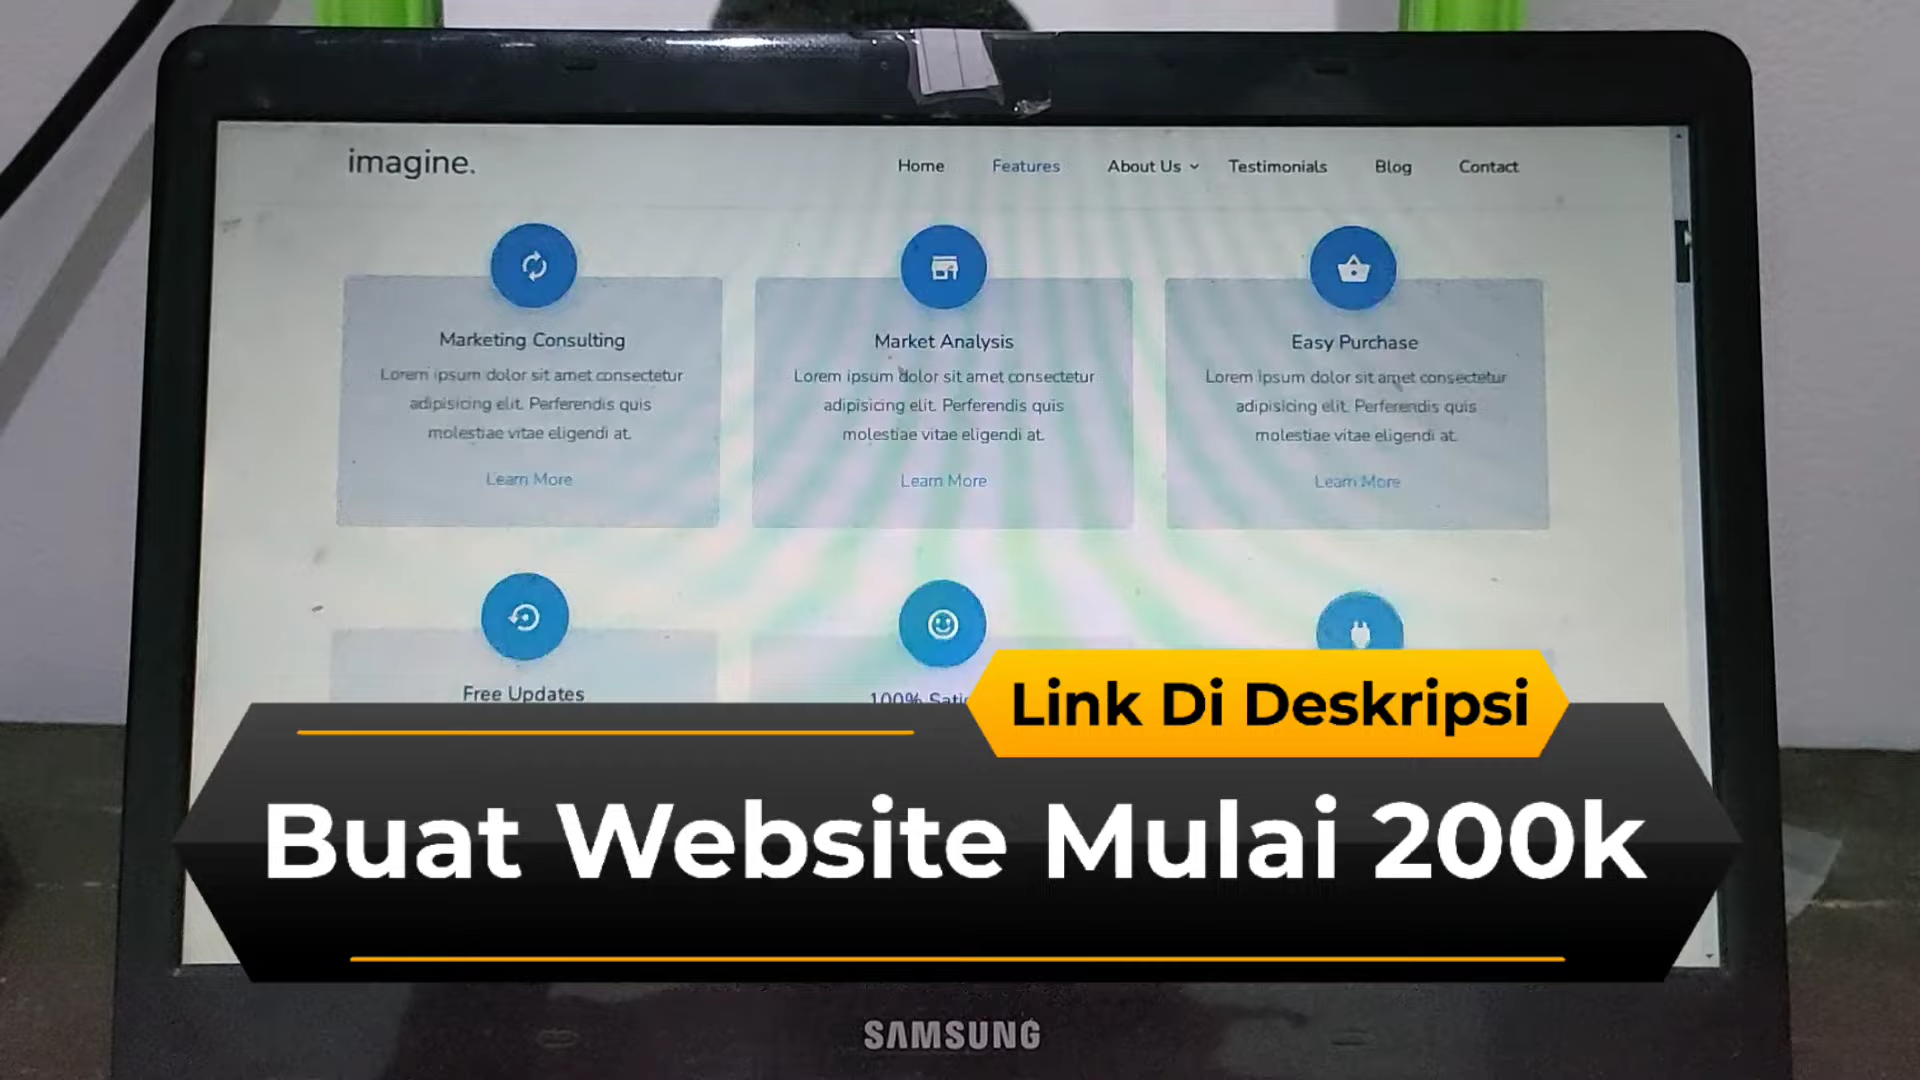 imagine.
Home Features About Us Testimonials Blog Contact
Marketing Consulting
Lorem ipsum dolor sit amet consectetur
adipisicing elit. Perferendis quis
molestiae vitae eligendi at.
Learn More
Market Analysis
Lorem ipsum dolor sit amet consectetur
adipisicing elit. Perferendis quis
molestiae vitae eligendi at.
Learn More
Easy Purchase
Lorem ipsum dolor sit amet consectetur
adipisicing elit. Perferendis quis
molestiae vitae eligendi at.
Learn More
Free Updates
100%
Link Di Deskripsi
Buat Website Mulai 200k
SAMSUNG